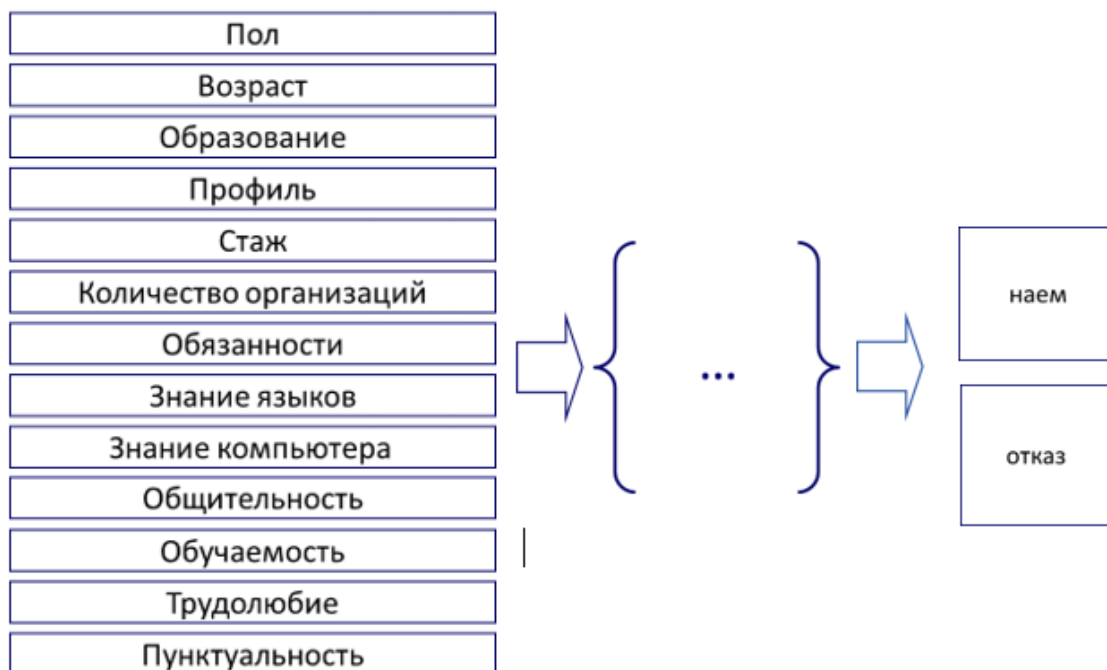 Пол
Возраст
Образование
Профиль
Стаж
Количество организаций
Обязанности
Знание языков
Знание компьютера
Общительность
Обучаемость
Трудолюбие
Пунктуальность
...
наем
отказ